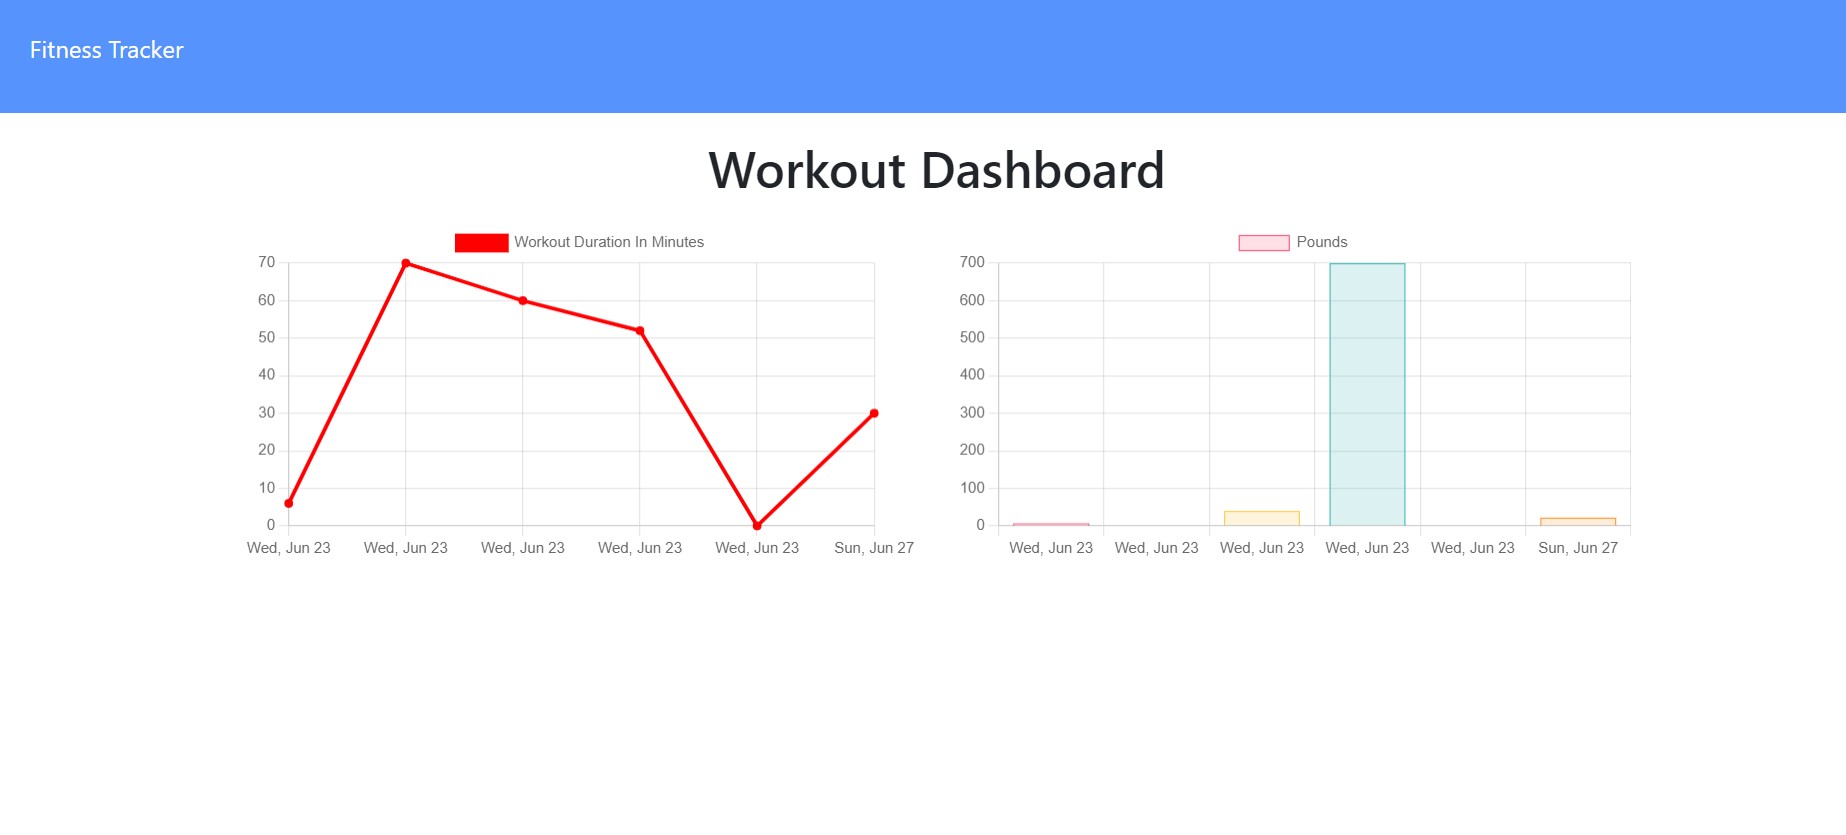 Fitness Tracker
Workout Dashboard
Workout Duration In Minutes
70
60
50
40
30
20
10
0
Wed, Jun 23 Wed, Jun 23 Wed, Jun 23 Wed, Jun 23 Wed, Jun 23 Sun, Jun 27
Pounds
700
600
500
400
300
200
100
0
Wed, Jun 23 Wed, Jun 23 Wed, Jun 23 Wed, Jun 23 Wed, Jun 23 Sun, Jun 27